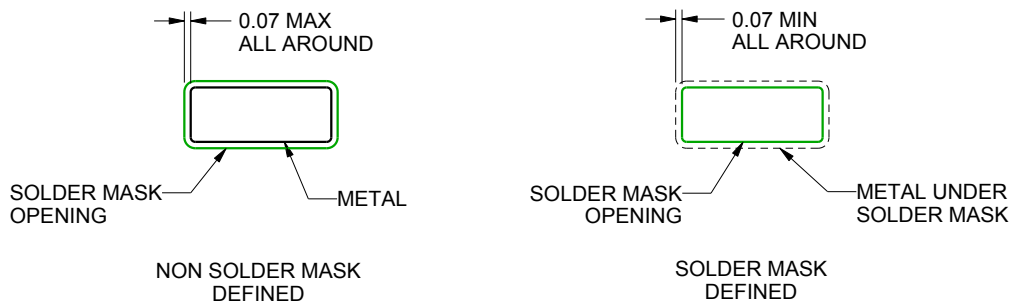 0.07 MAX
ALL AROUND
SOLDER MASK
OPENING
METAL
NON SOLDER MASK
DEFINED
0.07 MIN
ALL AROUND
SOLDER MASK
OPENING
METAL UNDER
SOLDER MASK
SOLDER MASK
DEFINED